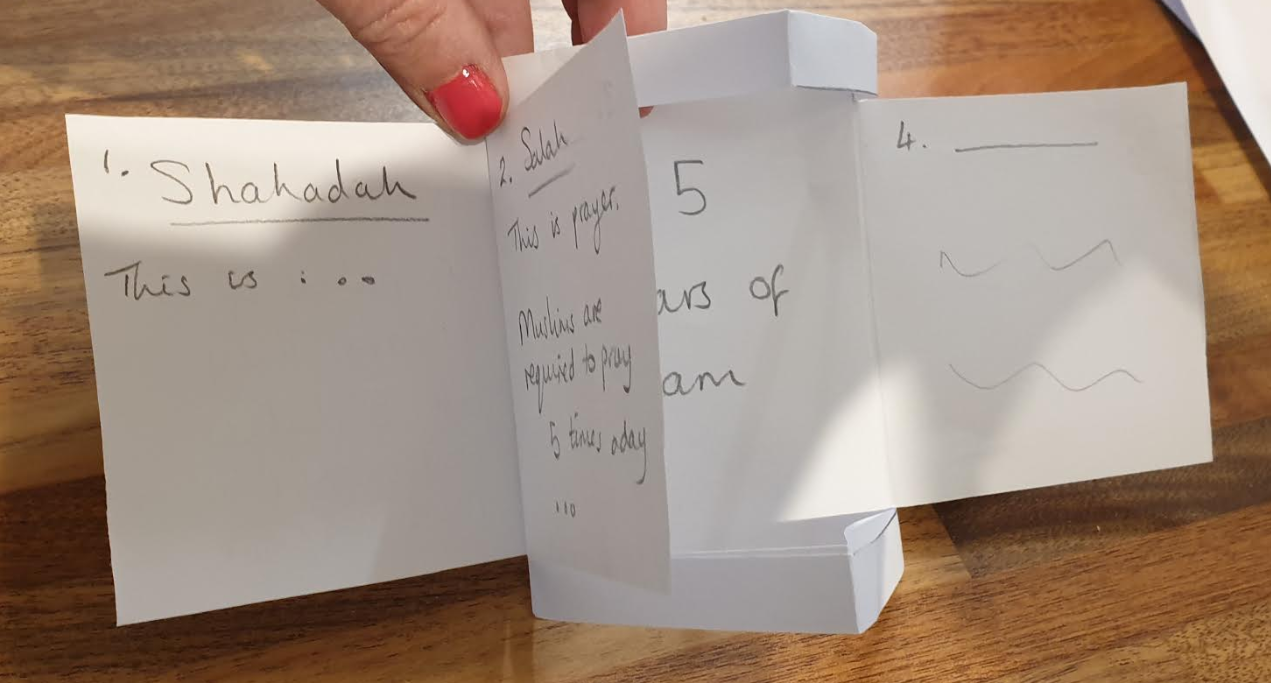 1. Shahadah
This is ...
2. Salah
This is prayer.
Muslims are
required to pray
5 times a day
...
5
ars of
am
4.